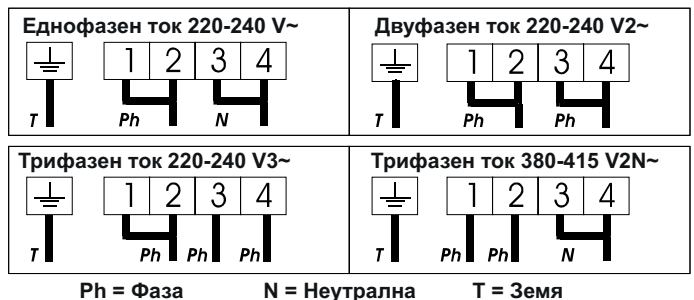 Еднофазен ток 220-240 V~
1 2 3 4
T Ph N
Двуфазен ток 220-240 V2~
1 2 3 4
T Ph Ph
Трифазен ток 220-240 V3~
1 2 3 4
T Ph Ph Ph
Трифазен ток 380-415 V2N~
1 2 3 4
T Ph Ph N
Ph = Фаза N = Неутрална T = Земя